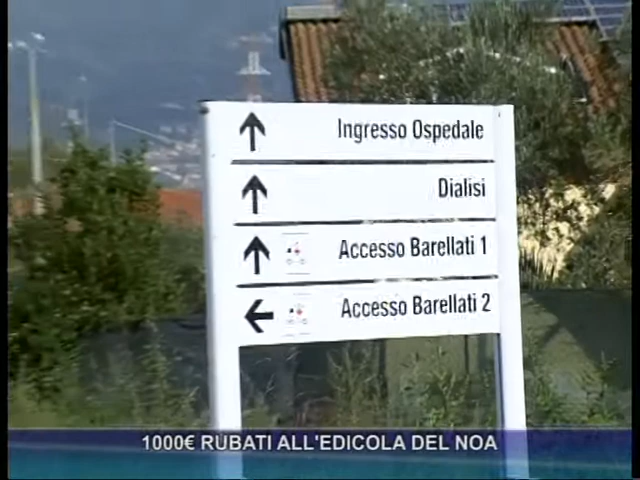 Ingresso Ospedale
Dialisi
Accesso Barellati 1
Accesso Barellati 2
1000€ RUBATI ALL'EDICOLA DEL NOA